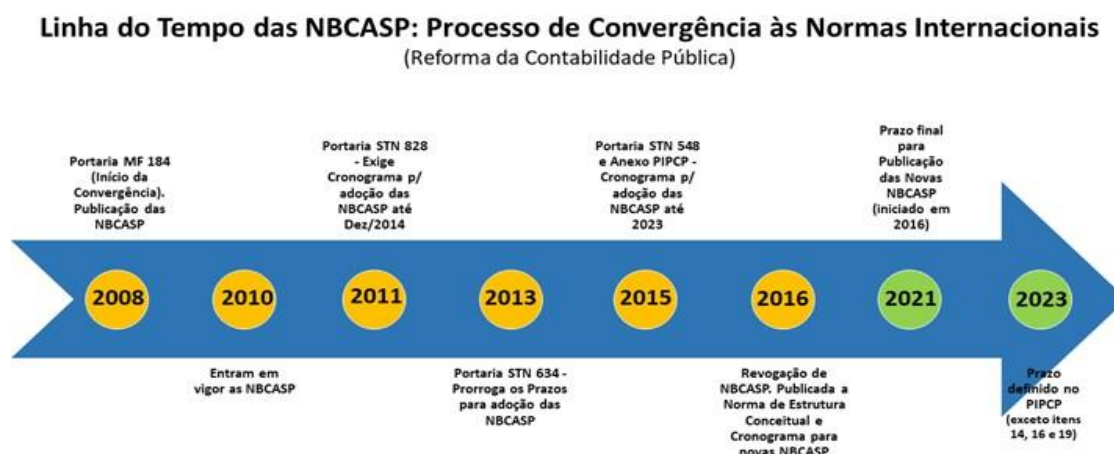 Linha do Tempo das NBCASP: Processo de Convergência às Normas Internacionais
(Reforma da Contabilidade Pública)
Portaria MF 184
(Início da
Convergência).
Publicação das
NBCASP
Portaria STN 828
- Exige
Cronograma p/
adoção das
NBCASP até
Dez/2014
Portaria STN 548
e Anexo PIPCP -
Cronograma p/
adoção das
NBCASP até
2023
Prazo final
para
Publicação
das Novas
NBCASP
(iniciado em
2016)
2008
2010
2011
2013
2015
2016
2021
2023
Entram em
vigor as NBCASP
Portaria STN 634 -
Prorroga os Prazos
para adoção das
NBCASP
Revogação de
NBCASP. Publicada a
Norma de Estrutura
Conceitual e
Cronograma para
novas NBCASP
Prazo
definido no
PIPCP
(exceto itens
14, 16 e 19)